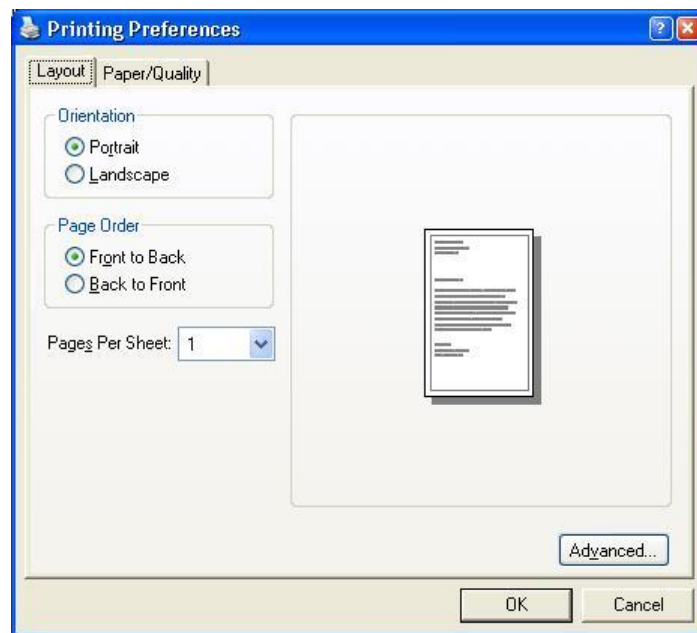 Printing Preferences
Layout
Paper/Quality
Orientation
Portrait
Landscape
Page Order
Front to Back
Back to Front
Pages Per Sheet: 1
Advanced...
OK
Cancel